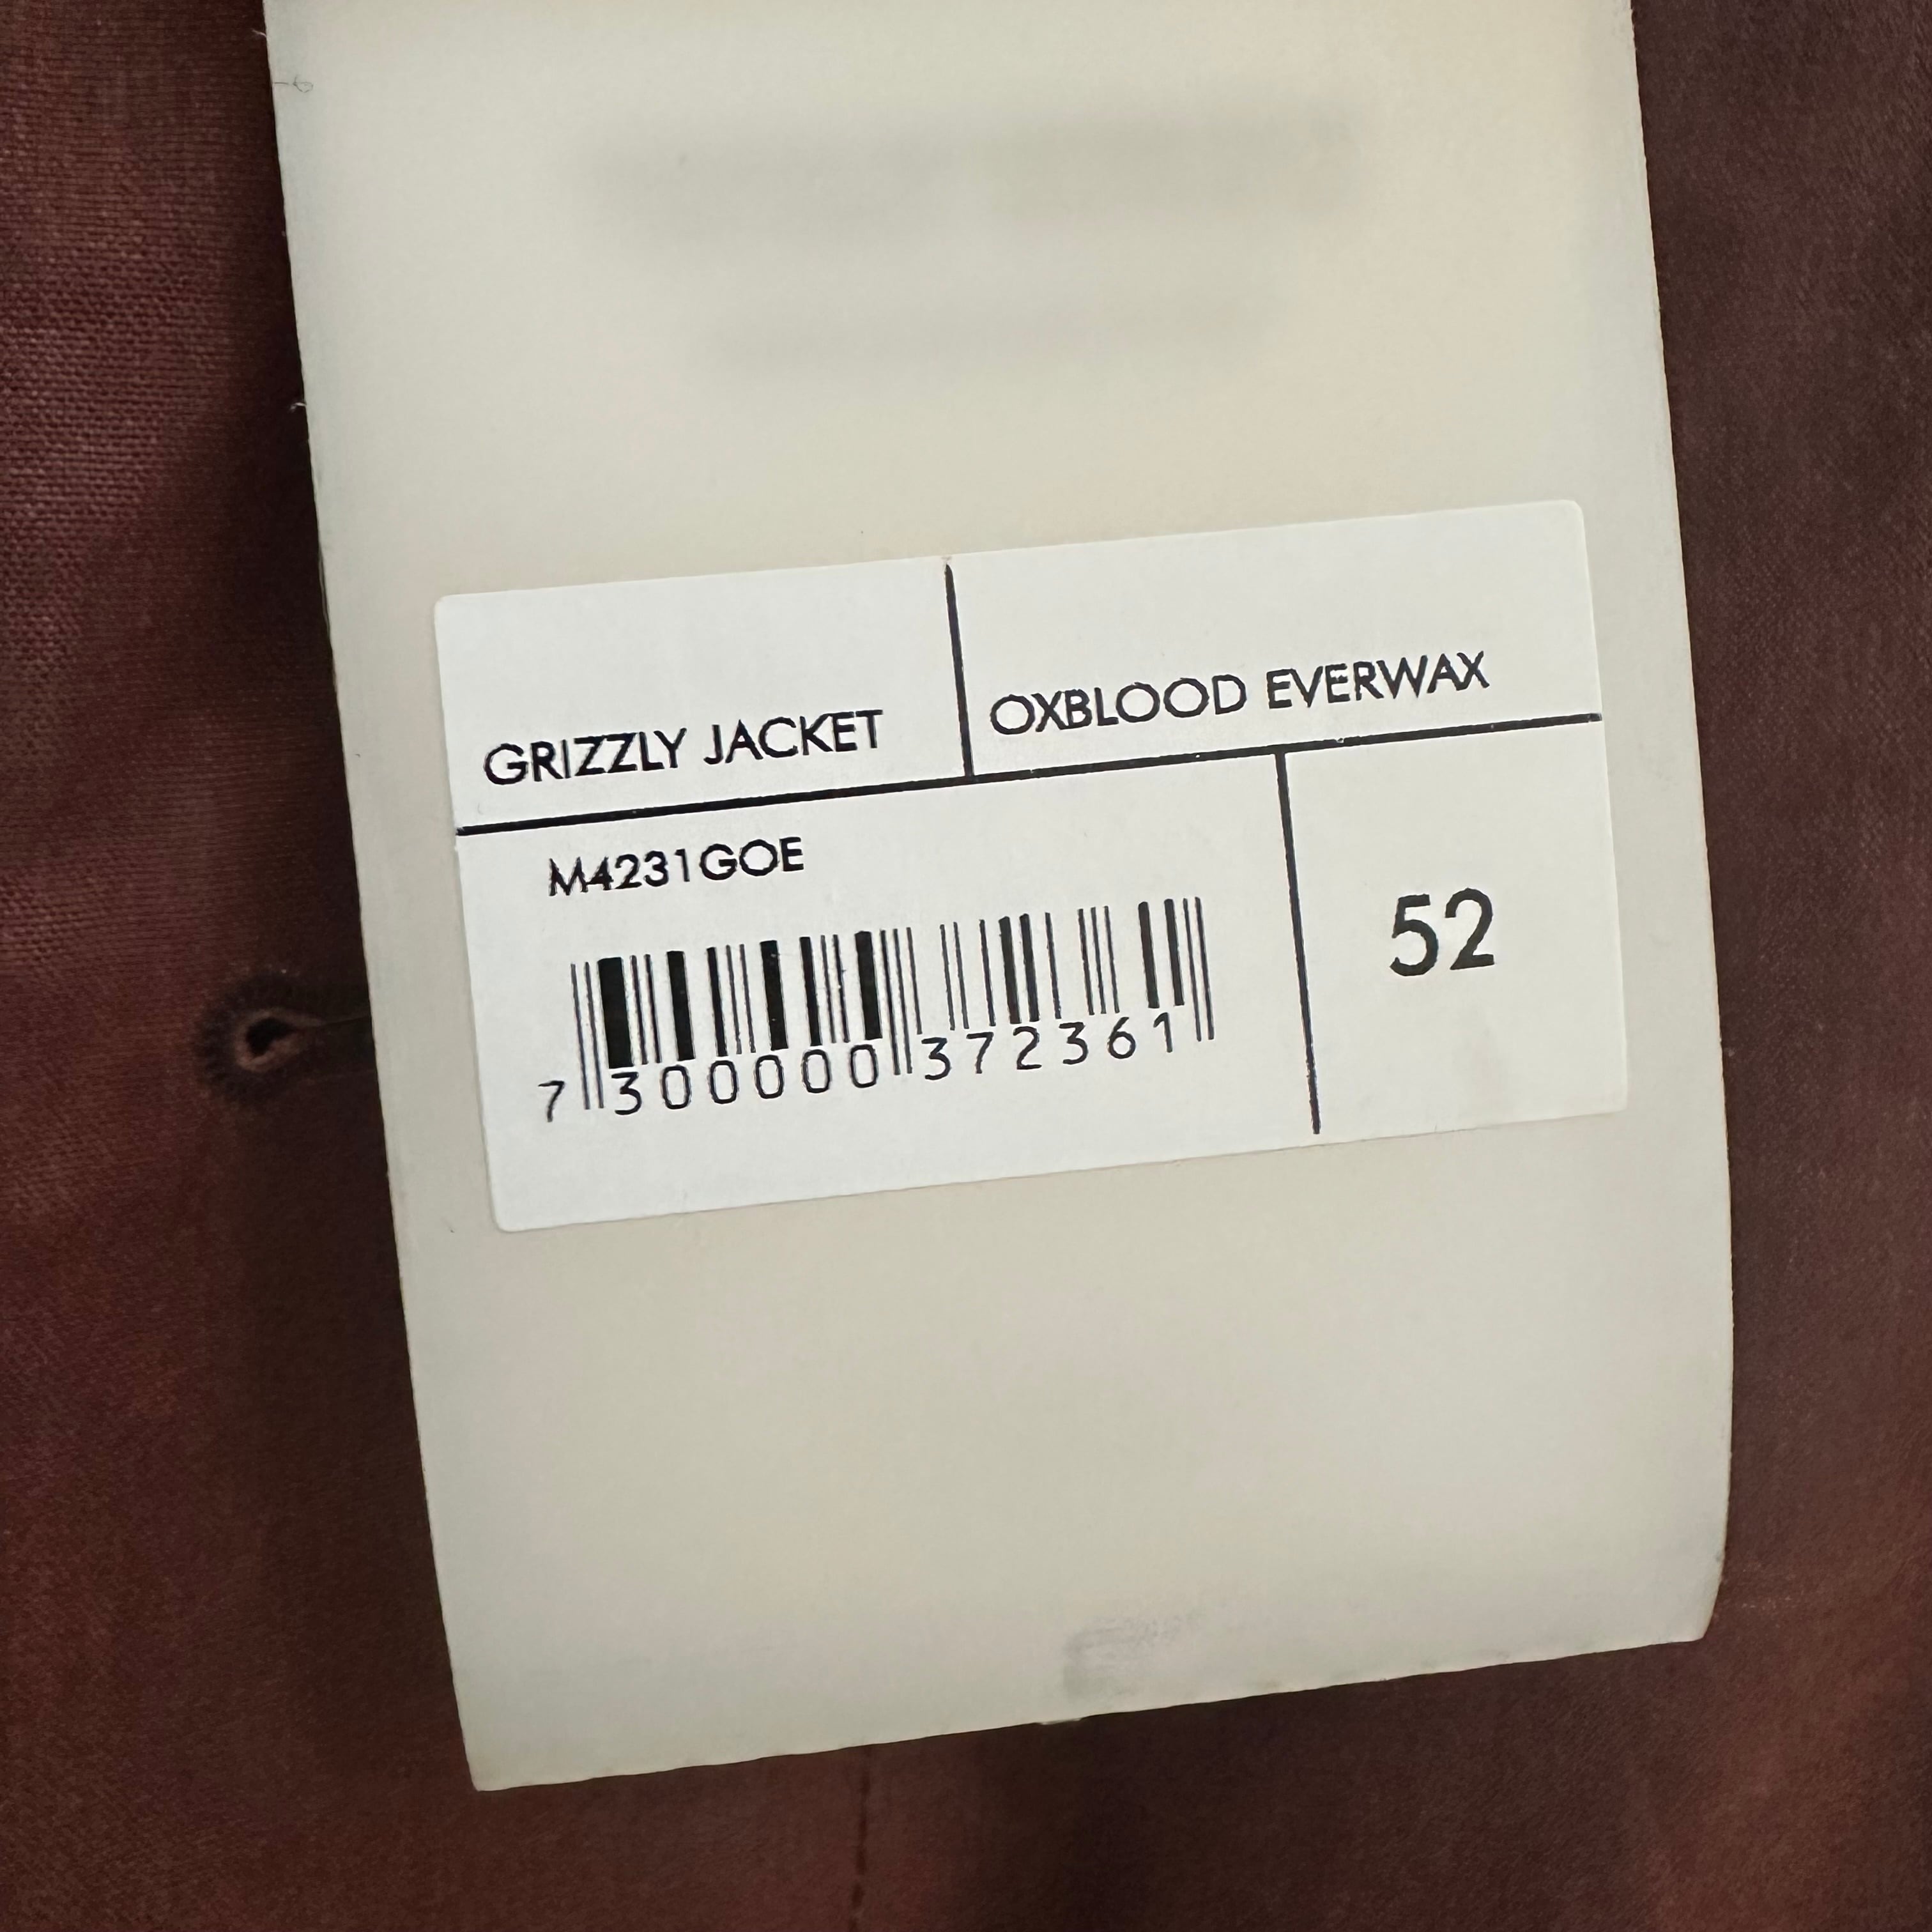 GRIZZLY JACKET
OXBLOOD EVERWAX
M4231GOE
52
7 300000 372361